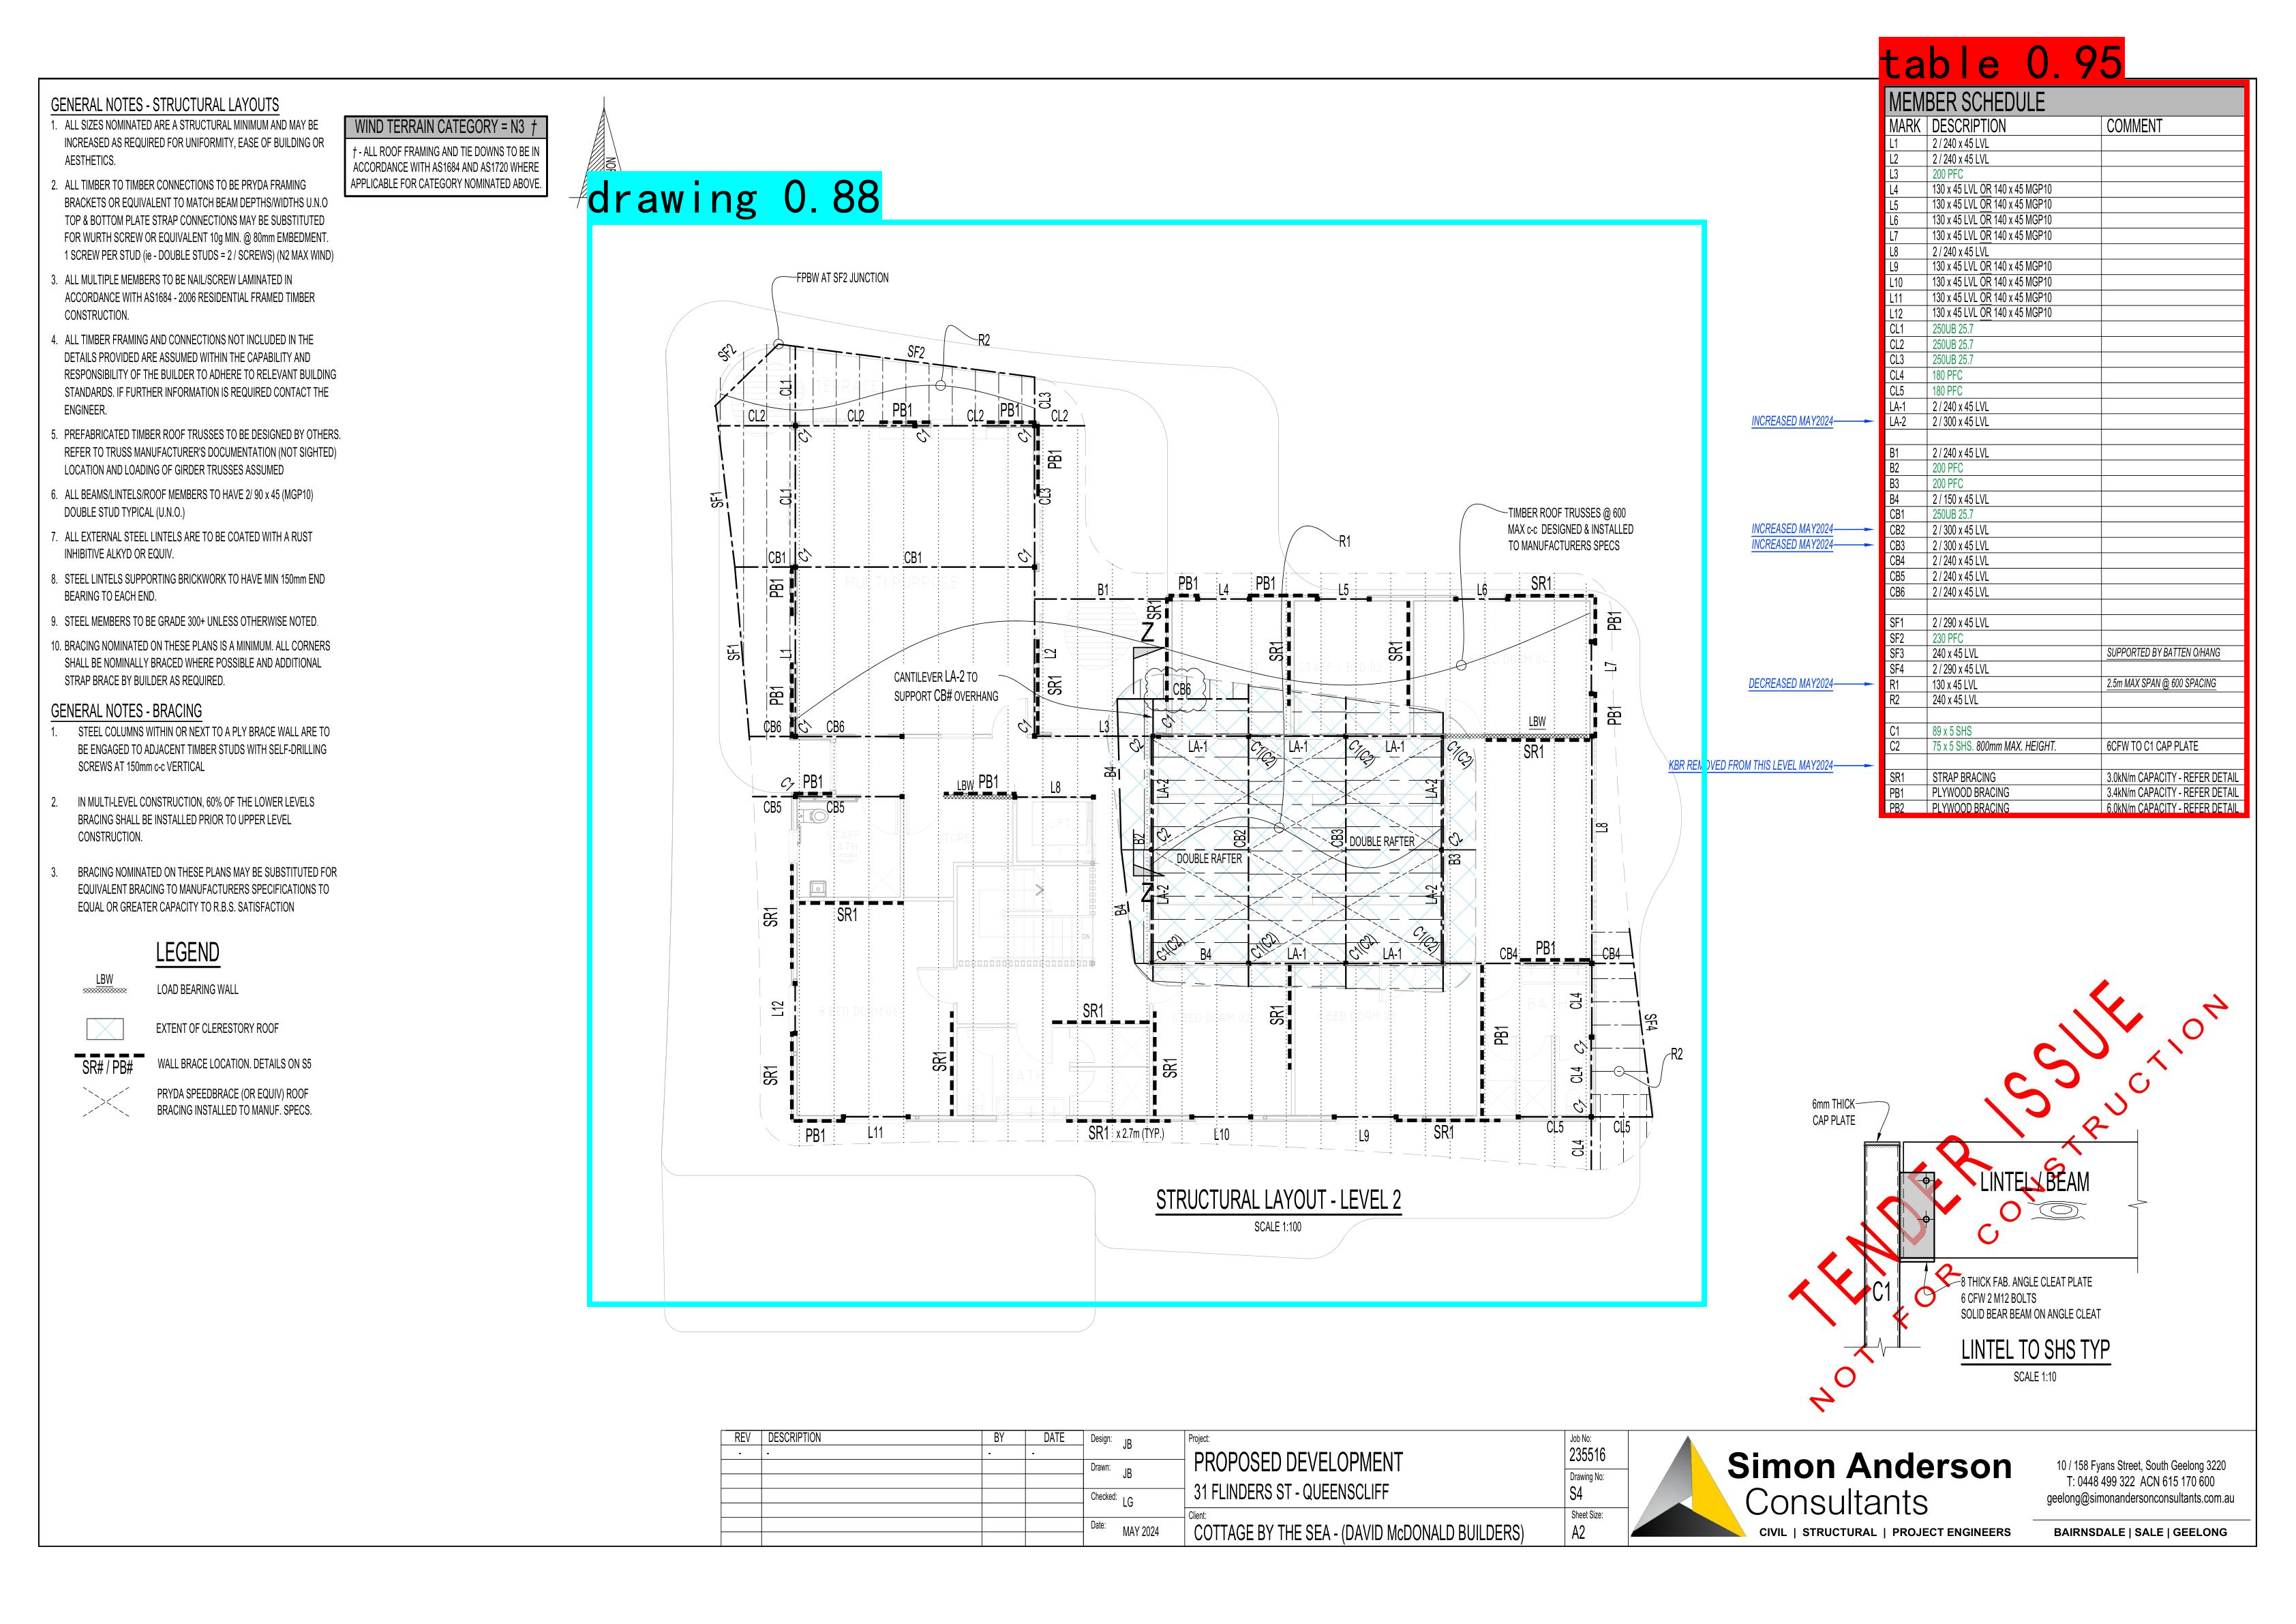 table 0.95
drawing 0.88
GENERAL NOTES - STRUCTURAL LAYOUTS
1. ALL SIZES NOMINATED ARE A STRUCTURAL MINIMUM AND MAY BE
INCREASED AS REQUIRED FOR UNIFORMITY, EASE OF BUILDING OR
AESTHETICS.
2. ALL TIMBER TO TIMBER CONNECTIONS TO BE PRYDA FRAMING
BRACKETS OR EQUIVALENT TO MATCH BEAM DEPTHS/WIDTHS U.N.O
TOP & BOTTOM PLATE STRAP CONNECTIONS MAY BE SUBSTITUTED
FOR WURTH SCREW OR EQUIVALENT 10g MIN. @ 80mm EMBEDMENT.
1 SCREW PER STUD (ie - DOUBLE STUDS = 2 / SCREWS) (N2 MAX WIND)
3. ALL MULTIPLE MEMBERS TO BE NAIL/SCREW LAMINATED IN
ACCORDANCE WITH AS1684 - 2006 RESIDENTIAL FRAMED TIMBER
CONSTRUCTION.
4. ALL TIMBER FRAMING AND CONNECTIONS NOT INCLUDED IN THE
DETAILS PROVIDED ARE ASSUMED WITHIN THE CAPABILITY AND
RESPONSIBILITY OF THE BUILDER TO ADHERE TO RELEVANT BUILDING
STANDARDS. IF FURTHER INFORMATION IS REQUIRED CONTACT THE
ENGINEER.
5. PREFABRICATED TIMBER ROOF TRUSSES TO BE DESIGNED BY OTHERS.
REFER TO TRUSS MANUFACTURER'S DOCUMENTATION (NOT SIGHTED)
LOCATION AND LOADING OF GIRDER TRUSSES ASSUMED
6. ALL BEAMS/LINTELS/ROOF MEMBERS TO HAVE 2/ 90 x 45 (MGP10)
DOUBLE STUD TYPICAL (U.N.O.)
7. ALL EXTERNAL STEEL LINTELS ARE TO BE COATED WITH A RUST
INHIBITIVE ALKYD OR EQUIV.
8. STEEL LINTELS SUPPORTING BRICKWORK TO HAVE MIN 150mm END
BEARING TO EACH END.
9. STEEL MEMBERS TO BE GRADE 300+ UNLESS OTHERWISE NOTED.
10. BRACING NOMINATED ON THESE PLANS IS A MINIMUM. ALL CORNERS
SHALL BE NOMINALLY BRACED WHERE POSSIBLE AND ADDITIONAL
STRAP BRACE BY BUILDER AS REQUIRED.
GENERAL NOTES - BRACING
1. STEEL COLUMNS WITHIN OR NEXT TO A PLY BRACE WALL ARE TO
BE ENGAGED TO ADJACENT TIMBER STUDS WITH SELF-DRILLING
SCREWS AT 150mm c-c VERTICAL
2. IN MULTI-LEVEL CONSTRUCTION, 60% OF THE LOWER LEVELS
BRACING SHALL BE INSTALLED PRIOR TO UPPER LEVEL
CONSTRUCTION.
3. BRACING NOMINATED ON THESE PLANS MAY BE SUBSTITUTED FOR
EQUIVALENT BRACING TO MANUFACTURERS SPECIFICATIONS TO
EQUAL OR GREATER CAPACITY TO R.B.S. SATISFACTION
LEGEND
LBW
LOAD BEARING WALL
EXTENT OF CLERESTORY ROOF
SR# / PB# WALL BRACE LOCATION. DETAILS ON S5
PRYDA SPEEDBRACE (OR EQUIV) ROOF
BRACING INSTALLED TO MANUF. SPECS.
WIND TERRAIN CATEGORY = N3 †
† - ALL ROOF FRAMING AND TIE DOWNS TO BE IN
ACCORDANCE WITH AS1684 AND AS1720 WHERE
APPLICABLE FOR CATEGORY NOMINATED ABOVE.
FPBW AT SF2 JUNCTION
R2
SF2 SF2
CL1 CL3
CL2 CL2 PB1 CL2 PB1 CL2
C1 C1 C1
PB1
SF1 CL1 CL3
TIMBER ROOF TRUSSES @ 600
MAX c-c DESIGNED & INSTALLED
TO MANUFACTURERS SPECS
R1
CB1 C1 CB1 C1
MULTI PURPOSE
PB1 B1 SR1 PB1 L4 PB1 L5 L6 SR1 PB1
Z
SF1 L1 L2 SR1 SR1 L7
CANTILEVER LA-2 TO
SUPPORT CB# OVERHANG
PB1 SR1 CB6 PB1
CB6 C1 CB6 C1 L3 C1 LBW
C2 LA-1 C1(C2) LA-1 C1(C2) LA-1 C1(C2) SR1
C1 PB1 LBW PB1 L8 B4 LA-2 LA-2
CB5 CB5
B2 C2 CB2 CB3 DOUBLE RAFTER C2 L8
DOUBLE RAFTER B3
Z
SR1 SR1 B4 LA-2 LA-2
C1(C2) B4 C1(C2) LA-1 C1(C2) LA-1 C1(C2) CB4 PB1 CB4
L12 SR1 SR1 PB1 CL4 SF4
SR1 SR1 SR1 C1 CL4 R2
C1
PB1 L11 SR1 x 2.7m (TYP.) L10 L9 SR1 CL5 CL5
CL4
STRUCTURAL LAYOUT - LEVEL 2
SCALE 1:100
MEMBER SCHEDULE
MARK DESCRIPTION COMMENT
L1 2 / 240 x 45 LVL
L2 2 / 240 x 45 LVL
L3 200 PFC
L4 130 x 45 LVL OR 140 x 45 MGP10
L5 130 x 45 LVL OR 140 x 45 MGP10
L6 130 x 45 LVL OR 140 x 45 MGP10
L7 130 x 45 LVL OR 140 x 45 MGP10
L8 2 / 240 x 45 LVL
L9 130 x 45 LVL OR 140 x 45 MGP10
L10 130 x 45 LVL OR 140 x 45 MGP10
L11 130 x 45 LVL OR 140 x 45 MGP10
L12 130 x 45 LVL OR 140 x 45 MGP10
CL1 250UB 25.7
CL2 250UB 25.7
CL3 250UB 25.7
CL4 180 PFC
CL5 180 PFC
LA-1 2 / 240 x 45 LVL
INCREASED MAY2024 LA-2 2 / 300 x 45 LVL
B1 2 / 240 x 45 LVL
B2 200 PFC
B3 200 PFC
B4 2 / 150 x 45 LVL
CB1 250UB 25.7
INCREASED MAY2024 CB2 2 / 300 x 45 LVL
INCREASED MAY2024 CB3 2 / 300 x 45 LVL
CB4 2 / 240 x 45 LVL
CB5 2 / 240 x 45 LVL
CB6 2 / 240 x 45 LVL
SF1 2 / 290 x 45 LVL
SF2 230 PFC
SF3 240 x 45 LVL SUPPORTED BY BATTEN O/HANG
SF4 2 / 290 x 45 LVL
DECREASED MAY2024 R1 130 x 45 LVL 2.5m MAX SPAN @ 600 SPACING
R2 240 x 45 LVL
C1 89 x 5 SHS
C2 75 x 5 SHS. 800mm MAX. HEIGHT. 6CFW TO C1 CAP PLATE
KBR REMOVED FROM THIS LEVEL MAY2024
SR1 STRAP BRACING 3.0kN/m CAPACITY - REFER DETAIL
PB1 PLYWOOD BRACING 3.4kN/m CAPACITY - REFER DETAIL
PB2 PLYWOOD BRACING 6.0kN/m CAPACITY - REFER DETAIL
TENDER ISSUE
NOT FOR CONSTRUCTION
6mm THICK
CAP PLATE
LINTEL / BEAM
C1
8 THICK FAB. ANGLE CLEAT PLATE
6 CFW 2 M12 BOLTS
SOLID BEAR BEAM ON ANGLE CLEAT
LINTEL TO SHS TYP
SCALE 1:10
REV DESCRIPTION BY DATE
- - - -
Design: JB
Drawn: JB
Checked: LG
Date: MAY 2024
Project:
PROPOSED DEVELOPMENT
31 FLINDERS ST - QUEENSCLIFF
Client:
COTTAGE BY THE SEA - (DAVID McDONALD BUILDERS)
Job No:
235516
Drawing No:
S4
Sheet Size:
A2
Simon Anderson
Consultants
CIVIL | STRUCTURAL | PROJECT ENGINEERS
10 / 158 Fyans Street, South Geelong 3220
T: 0448 499 322 ACN 615 170 600
geelong@simonandersonconsultants.com.au
BAIRNSDALE | SALE | GEELONG